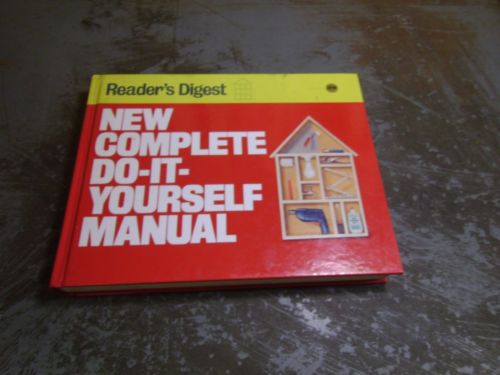 Reader's Digest
NEW
COMPLETE
DO-IT-
YOURSELF
MANUAL